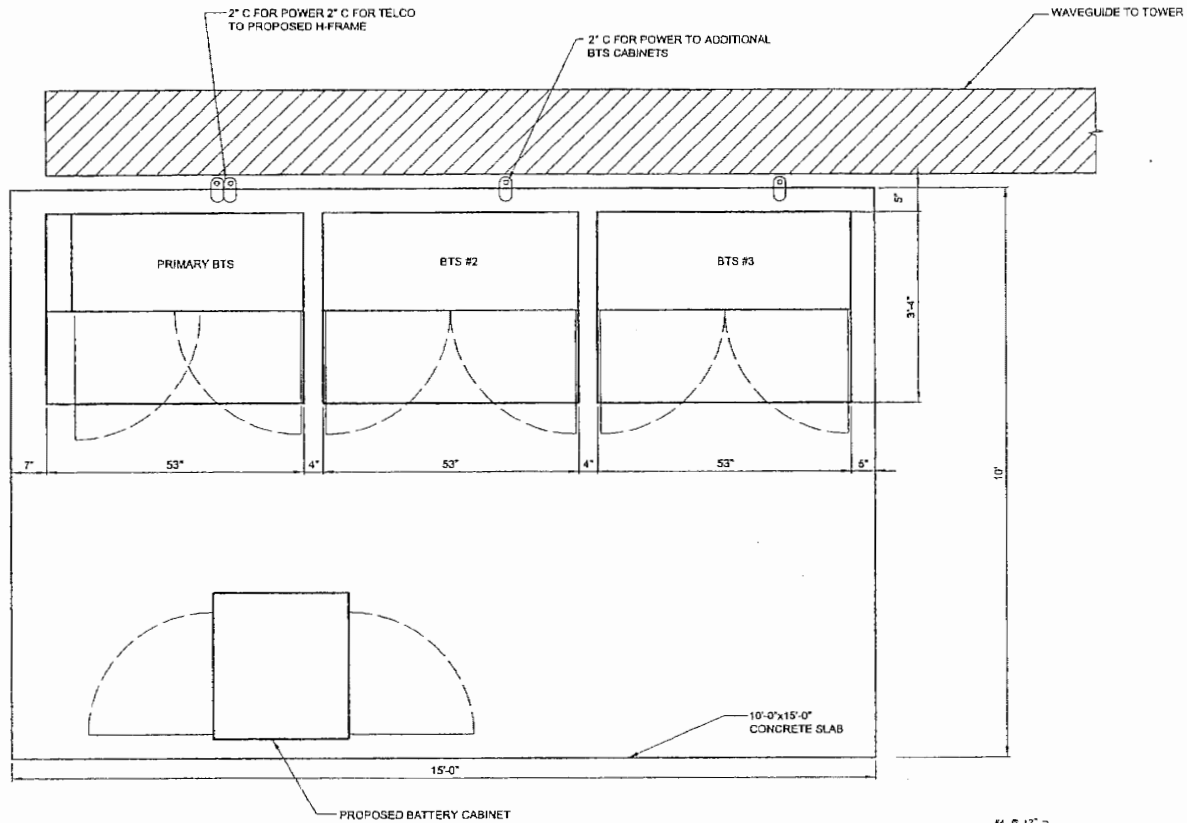 2" C FOR POWER 2" C FOR TELCO
TO PROPOSED H-FRAME
WAVEGUIDE TO TOWER
2" C FOR POWER TO ADDITIONAL
BTS CABINETS
5"
PRIMARY BTS
BTS #2
BTS #3
3'-4"
7"
53"
4"
53"
4"
53"
6"
10'
10'-0"x15'-0"
CONCRETE SLAB
15'-0"
PROPOSED BATTERY CABINET